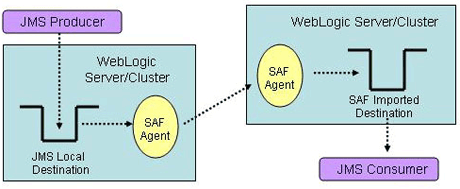 JMS Producer
WebLogic
Server/Cluster
SAF
Agent
JMS Local
Destination
WebLogic
Server/Cluster
SAF
Agent
SAF Imported
Destination
JMS Consumer